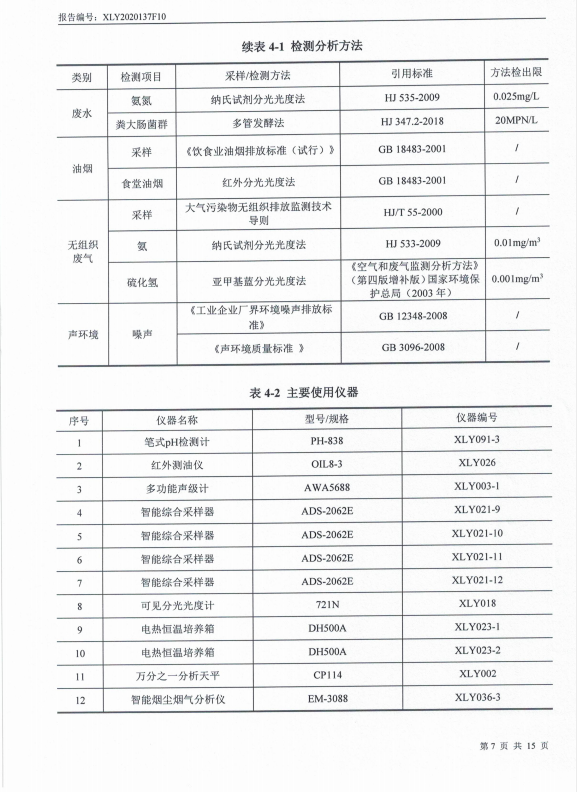 报告编号：XLY2020137F10
续表 4-1 检测分析方法
类别 检测项目 采样/检测方法 引用标准 方法检出限
废水 氨氮 纳氏试剂分光光度法 HJ 535-2009 0.025mg/L
粪大肠菌群 多管发酵法 HJ 347.2-2018 20MPN/L
油烟 采样 《饮食业油烟排放标准（试行）》 GB 18483-2001 /
食堂油烟 红外分光光度法 GB 18483-2001 /
无组织
废气
采样 大气污染物无组织排放监测技术
导则
HJ/T 55-2000 /
氨 纳氏试剂分光光度法 HJ 533-2009 0.01mg/m³
硫化氢 亚甲基蓝分光光度法 《空气和废气监测分析方法》
（第四版增补版）国家环境保
护总局（2003 年）
0.001mg/m³
声环境 噪声 《工业企业厂界环境噪声排放标
准》
GB 12348-2008 /
《声环境质量标准 》 GB 3096-2008 /
表 4-2 主要使用仪器
序号 仪器名称 型号/规格 仪器编号
1 笔式pH检测计 PH-838 XLY091-3
2 红外测油仪 OIL8-3 XLY026
3 多功能声级计 AWA5688 XLY003-1
4 智能综合采样器 ADS-2062E XLY021-9
5 智能综合采样器 ADS-2062E XLY021-10
6 智能综合采样器 ADS-2062E XLY021-11
7 智能综合采样器 ADS-2062E XLY021-12
8 可见分光光度计 721N XLY018
9 电热恒温培养箱 DH500A XLY023-1
10 电热恒温培养箱 DH500A XLY023-2
11 万分之一分析天平 CP114 XLY002
12 智能烟尘烟气分析仪 EM-3088 XLY036-3
第 7 页 共 15 页